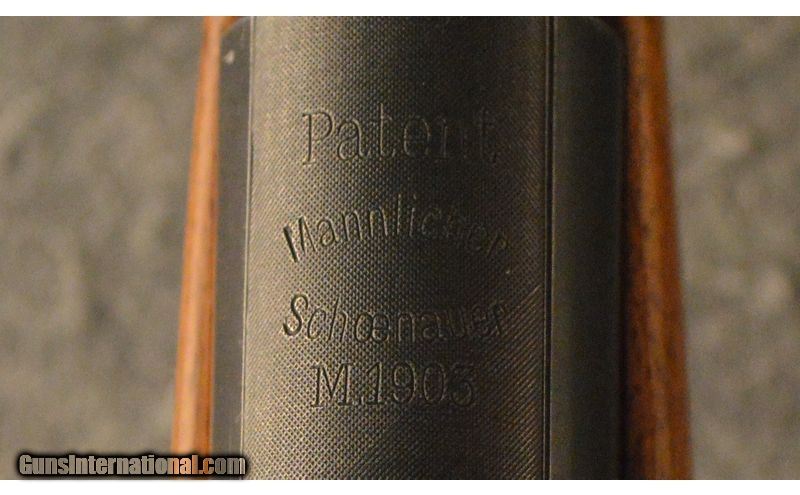 Patent
Mannlicher
Schœnauer
M.1903
GunsInternational.com